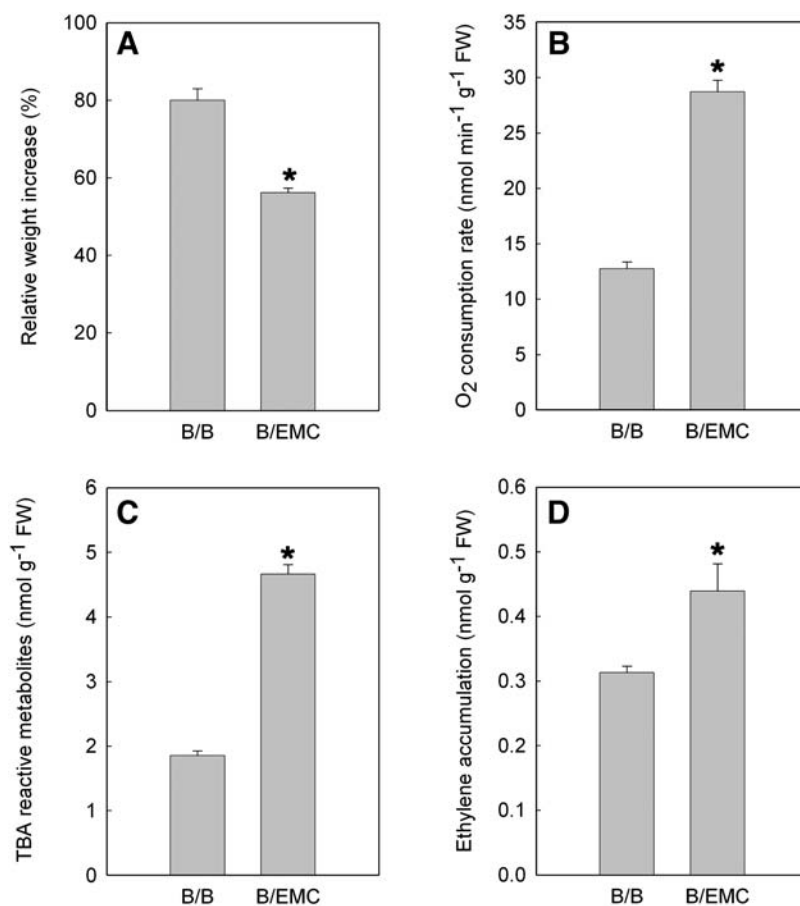 A
Relative weight increase (%)
100
80
60
40
20
0
*
B/B B/EMC
B
O₂ consumption rate (nmol min⁻¹ g⁻¹ FW)
35
30
25
20
15
10
5
0
*
B/B B/EMC
C
TBA reactive metabolites (nmol g⁻¹ FW)
6
5
4
3
2
1
0
*
B/B B/EMC
D
Ethylene accumulation (nmol g⁻¹ FW)
0.6
0.5
0.4
0.3
0.2
0.1
0.0
*
B/B B/EMC